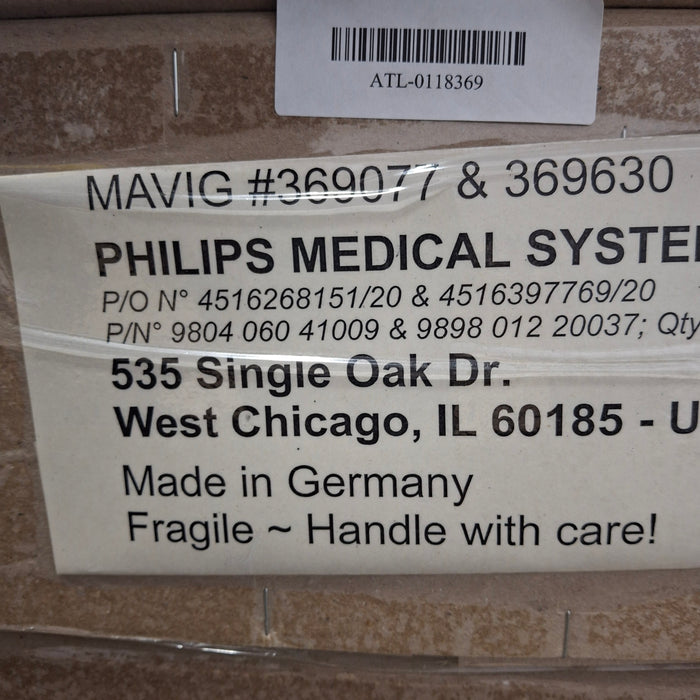 ATL-0118369
MAVIG #369077 & 369630
PHILIPS MEDICAL
P/O N° 4516268151/20 & 4516397769/20
P/N° 9804 060 41009 & 9898 012 20037; Qty
535 Single Oak Dr.
West Chicago, IL 60185 - U
Made in Germany
Fragile ~ Handle with care!